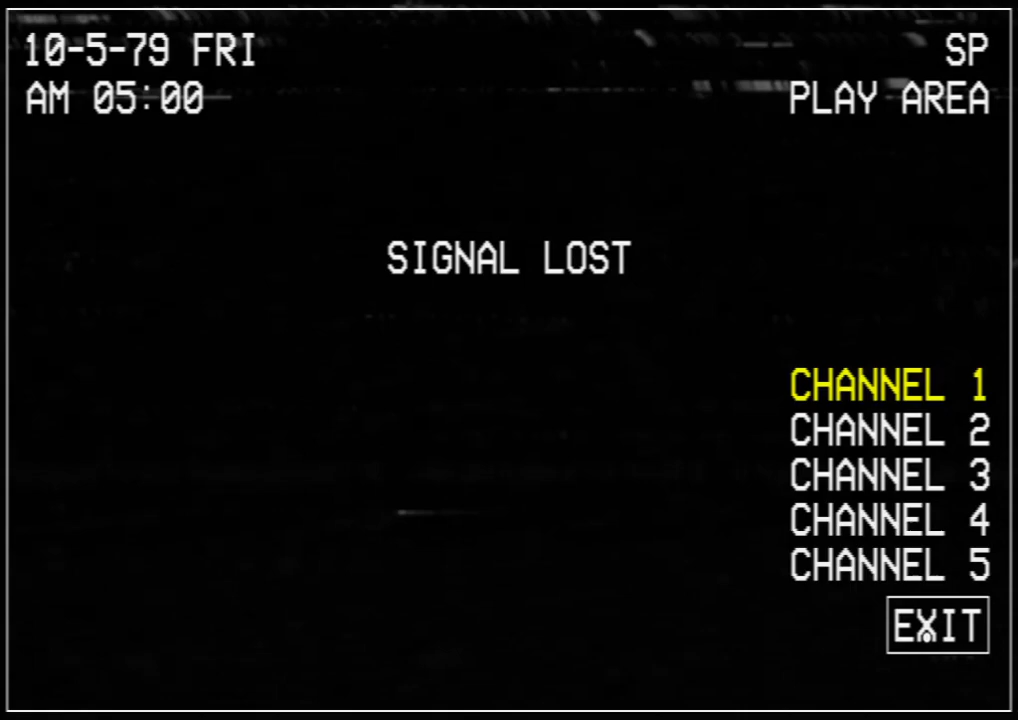 10-5-79 FRI
SP
AM 05:00
PLAY AREA
SIGNAL LOST
CHANNEL 1
CHANNEL 2
CHANNEL 3
CHANNEL 4
CHANNEL 5
EXIT